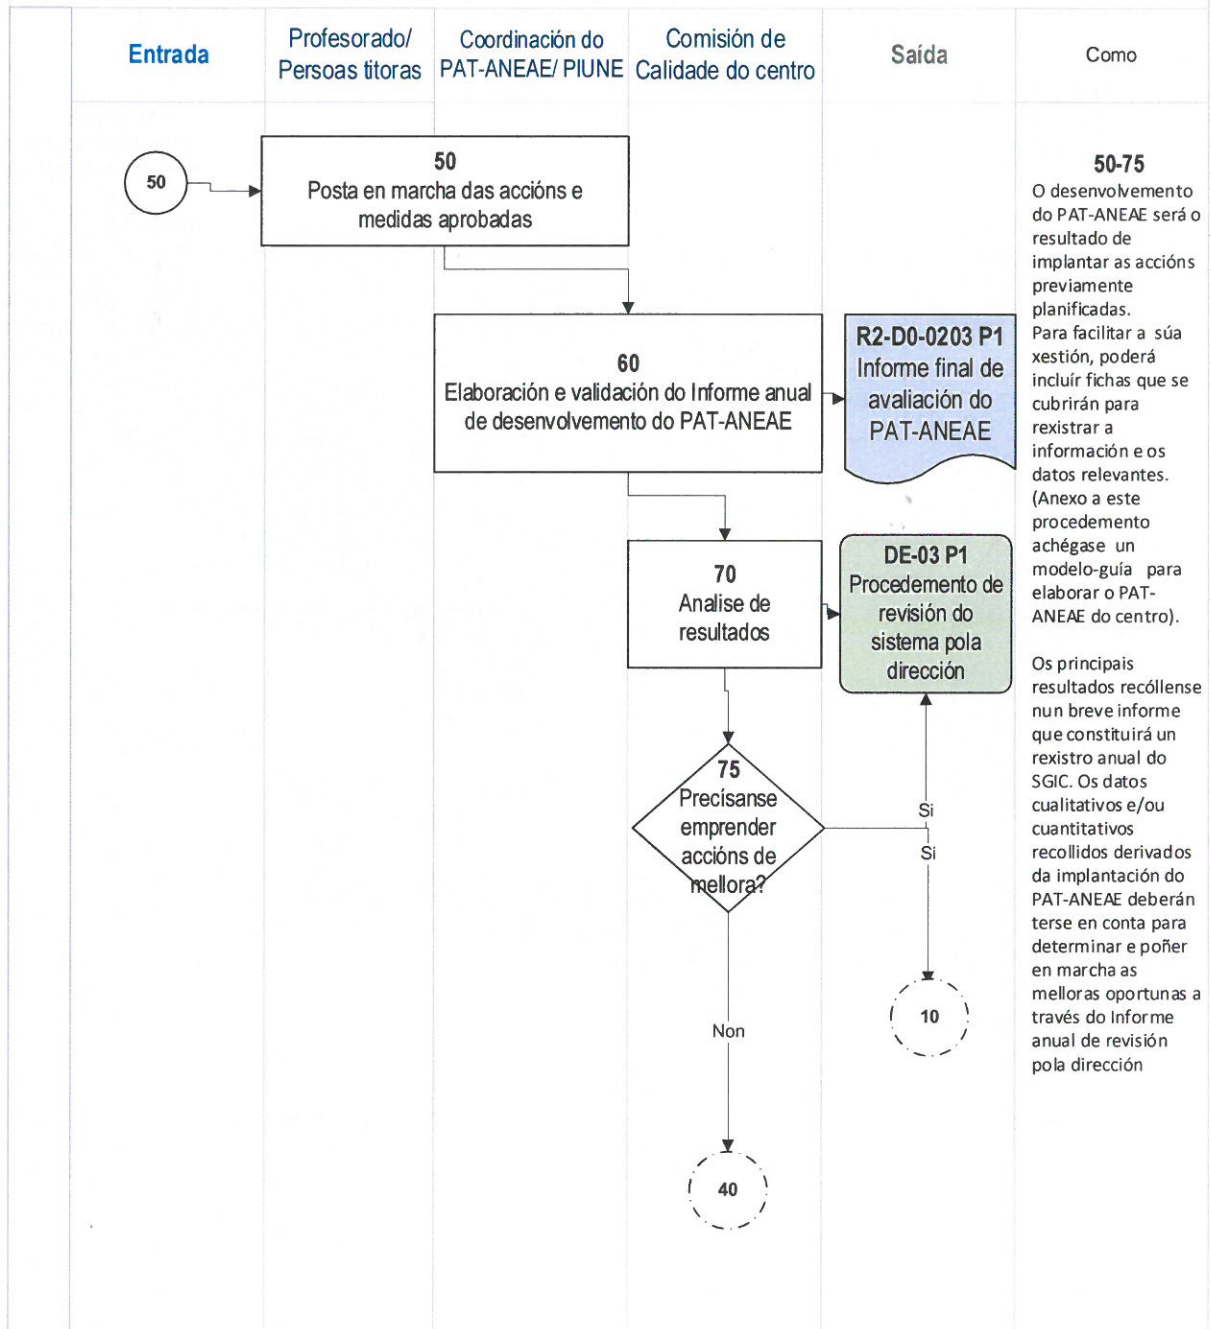 Entrada
Profesorado/
Persoas titoras
Coordinación do
PAT-ANEAE/ PIUNE
Comisión de
Calidade do centro
Saída
Como
50
50
Posta en marcha das accións e
medidas aprobadas
60
Elaboración e validación do Informe anual
de desenvolvemento do PAT-ANEAE
R2-D0-0203 P1
Informe final de
avaliación do
PAT-ANEAE
70
Analise de
resultados
DE-03 P1
Procedemento de
revisión do
sistema pola
dirección
75
Precísanse
emprender
accións de
mellora?
Si
Si
10
Non
40
50-75
O desenvolvemento
do PAT-ANEAE será o
resultado de
implantar as accións
previamente
planificadas.
Para facilitar a súa
xestión, poderá
incluír fichas que se
cubrirán para
rexistrar a
información e os
datos relevantes.
(Anexo a este
procedemento
achégase un
modelo-guía para
elaborar o PAT-
ANEAE do centro).
Os principais
resultados recóllense
nun breve informe
que constituirá un
rexistro anual do
SGIC. Os datos
cualitativos e/ou
cuantitativos
recollidos derivados
da implantación do
PAT-ANEAE deberán
terse en conta para
determinar e poñer
en marcha as
melloras oportunas a
través do Informe
anual de revisión
pola dirección